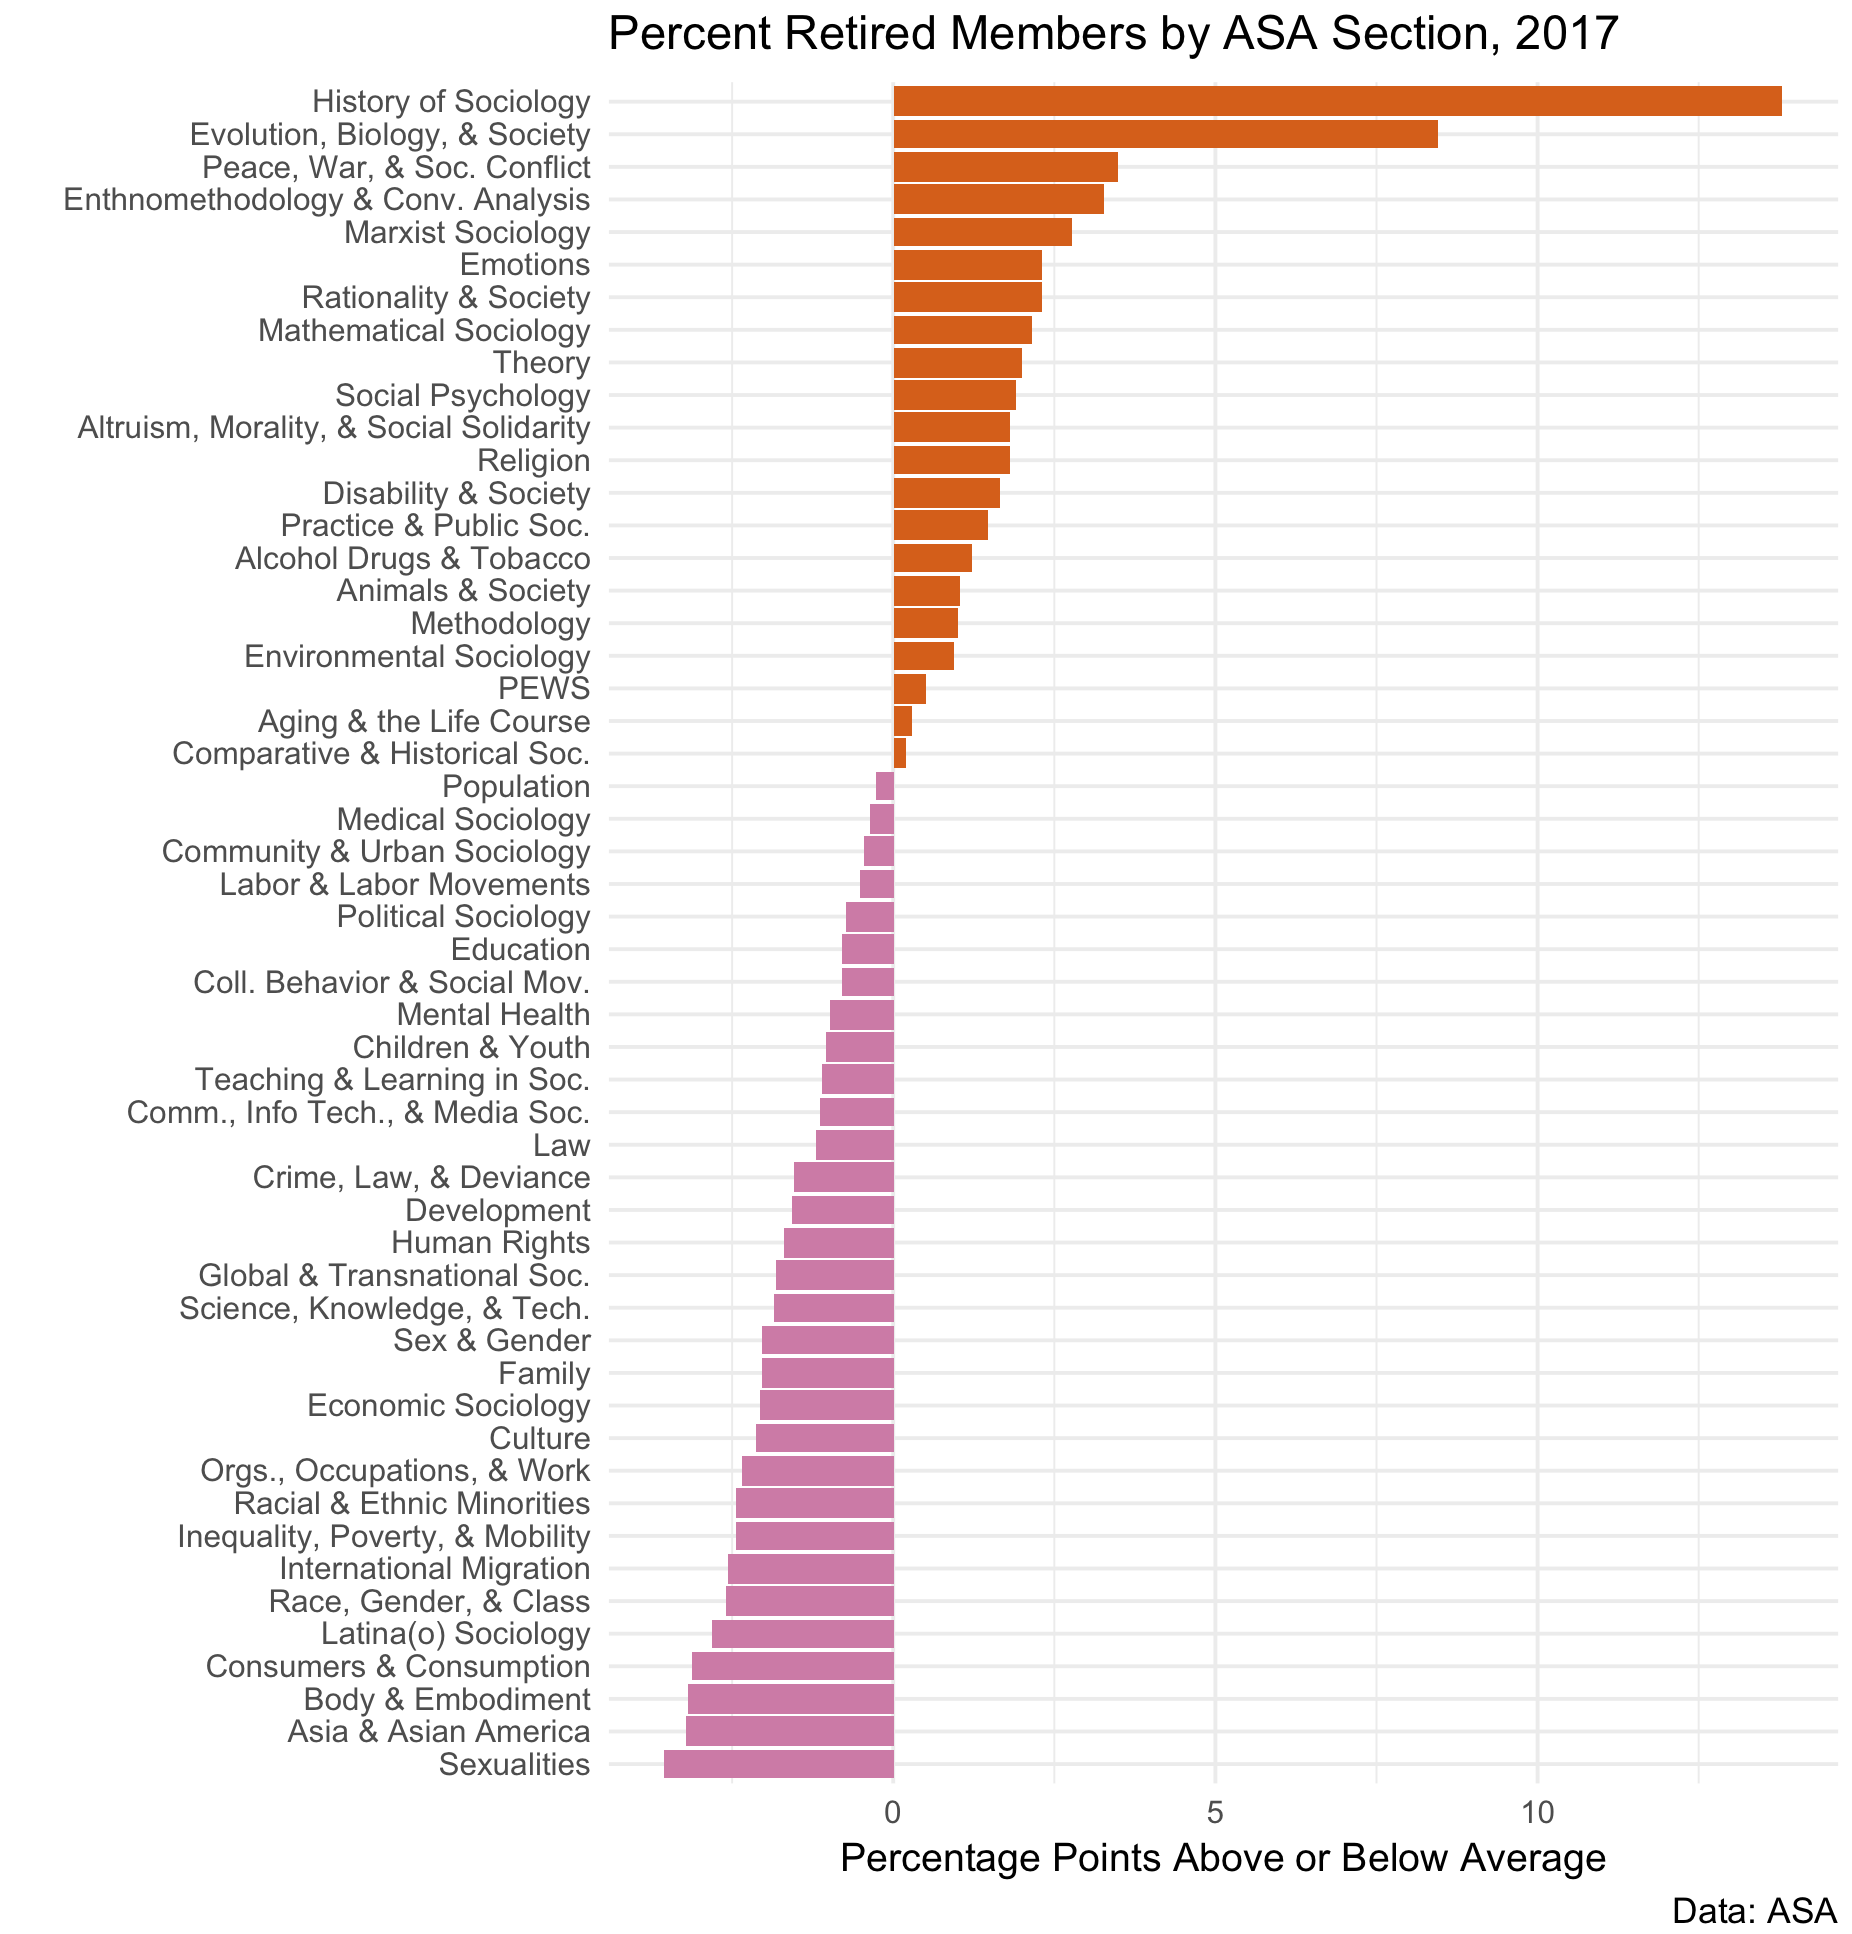 Percent Retired Members by ASA Section, 2017
History of Sociology
Evolution, Biology, & Society
Peace, War, & Soc. Conflict
Enthnomethodology & Conv. Analysis
Marxist Sociology
Emotions
Rationality & Society
Mathematical Sociology
Theory
Social Psychology
Altruism, Morality, & Social Solidarity
Religion
Disability & Society
Practice & Public Soc.
Alcohol Drugs & Tobacco
Animals & Society
Methodology
Environmental Sociology
PEWS
Aging & the Life Course
Comparative & Historical Soc.
Population
Medical Sociology
Community & Urban Sociology
Labor & Labor Movements
Political Sociology
Education
Coll. Behavior & Social Mov.
Mental Health
Children & Youth
Teaching & Learning in Soc.
Comm., Info Tech., & Media Soc.
Law
Crime, Law, & Deviance
Development
Human Rights
Global & Transnational Soc.
Science, Knowledge, & Tech.
Sex & Gender
Family
Economic Sociology
Culture
Orgs., Occupations, & Work
Racial & Ethnic Minorities
Inequality, Poverty, & Mobility
International Migration
Race, Gender, & Class
Latina(o) Sociology
Consumers & Consumption
Body & Embodiment
Asia & Asian America
Sexualities
0 5 10
Percentage Points Above or Below Average
Data: ASA